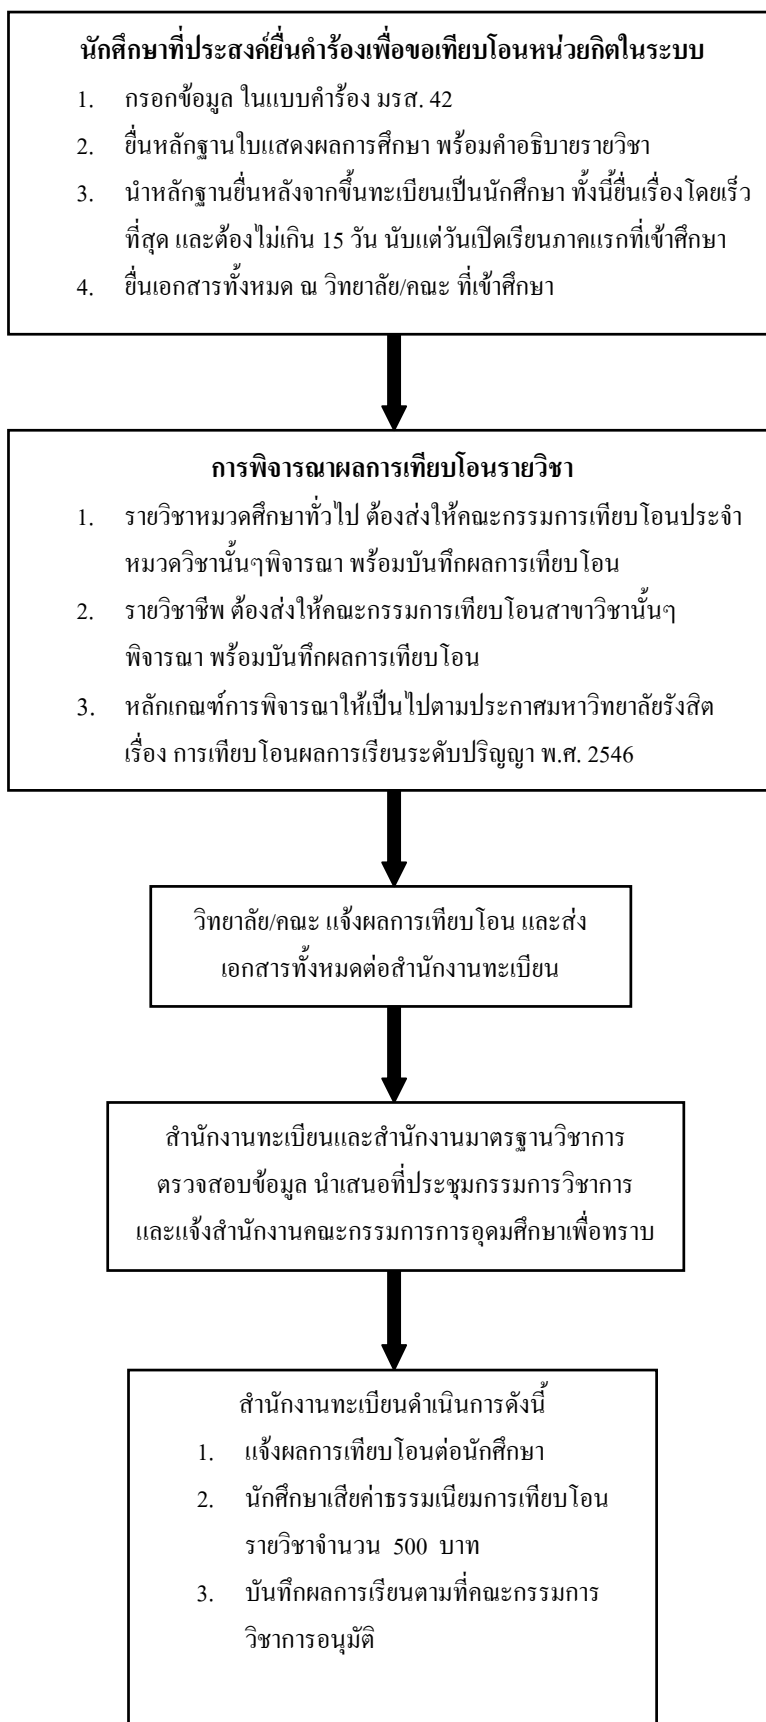 นักศึกษาที่ประสงค์ยื่นคำร้องเพื่อขอเทียบโอนหน่วยกิตในระบบ
1. กรอกข้อมูล ในแบบคำร้อง มรส. 42
2. ยื่นหลักฐานใบแสดงผลการศึกษา พร้อมคำอธิบายรายวิชา
3. นำหลักฐานยื่นหลังจากขึ้นทะเบียนเป็นนักศึกษา ทั้งนี้ยื่นเรื่องโดยเร็ว
ที่สุด และต้องไม่เกิน 15 วัน นับแต่วันเปิดเรียนภาคแรกที่เข้าศึกษา
4. ยื่นเอกสารทั้งหมด ณ วิทยาลัย/คณะ ที่เข้าศึกษา
การพิจารณาผลการเทียบโอนรายวิชา
1. รายวิชาหมวดศึกษาทั่วไป ต้องส่งให้คณะกรรมการเทียบโอนประจำ
หมวดวิชานั้นๆพิจารณา พร้อมบันทึกผลการเทียบโอน
2. รายวิชาชีพ ต้องส่งให้คณะกรรมการเทียบโอนสาขาวิชานั้นๆ
พิจารณา พร้อมบันทึกผลการเทียบโอน
3. หลักเกณฑ์การพิจารณาให้เป็นไปตามประกาศมหาวิทยาลัยรังสิต
เรื่อง การเทียบโอนผลการเรียนระดับปริญญา พ.ศ. 2546
วิทยาลัย/คณะ แจ้งผลการเทียบโอน และส่ง
เอกสารทั้งหมดต่อสำนักงานทะเบียน
สำนักงานทะเบียนและสำนักงานมาตรฐานวิชาการ
ตรวจสอบข้อมูล นำเสนอที่ประชุมกรรมการวิชาการ
และแจ้งสำนักงานคณะกรรมการการอุดมศึกษาเพื่อทราบ
สำนักงานทะเบียนดำเนินการดังนี้
1. แจ้งผลการเทียบโอนต่อนักศึกษา
2. นักศึกษาเสียค่าธรรมเนียมการเทียบโอน
รายวิชาจำนวน 500 บาท
3. บันทึกผลการเรียนตามที่คณะกรรมการ
วิชาการอนุมัติ